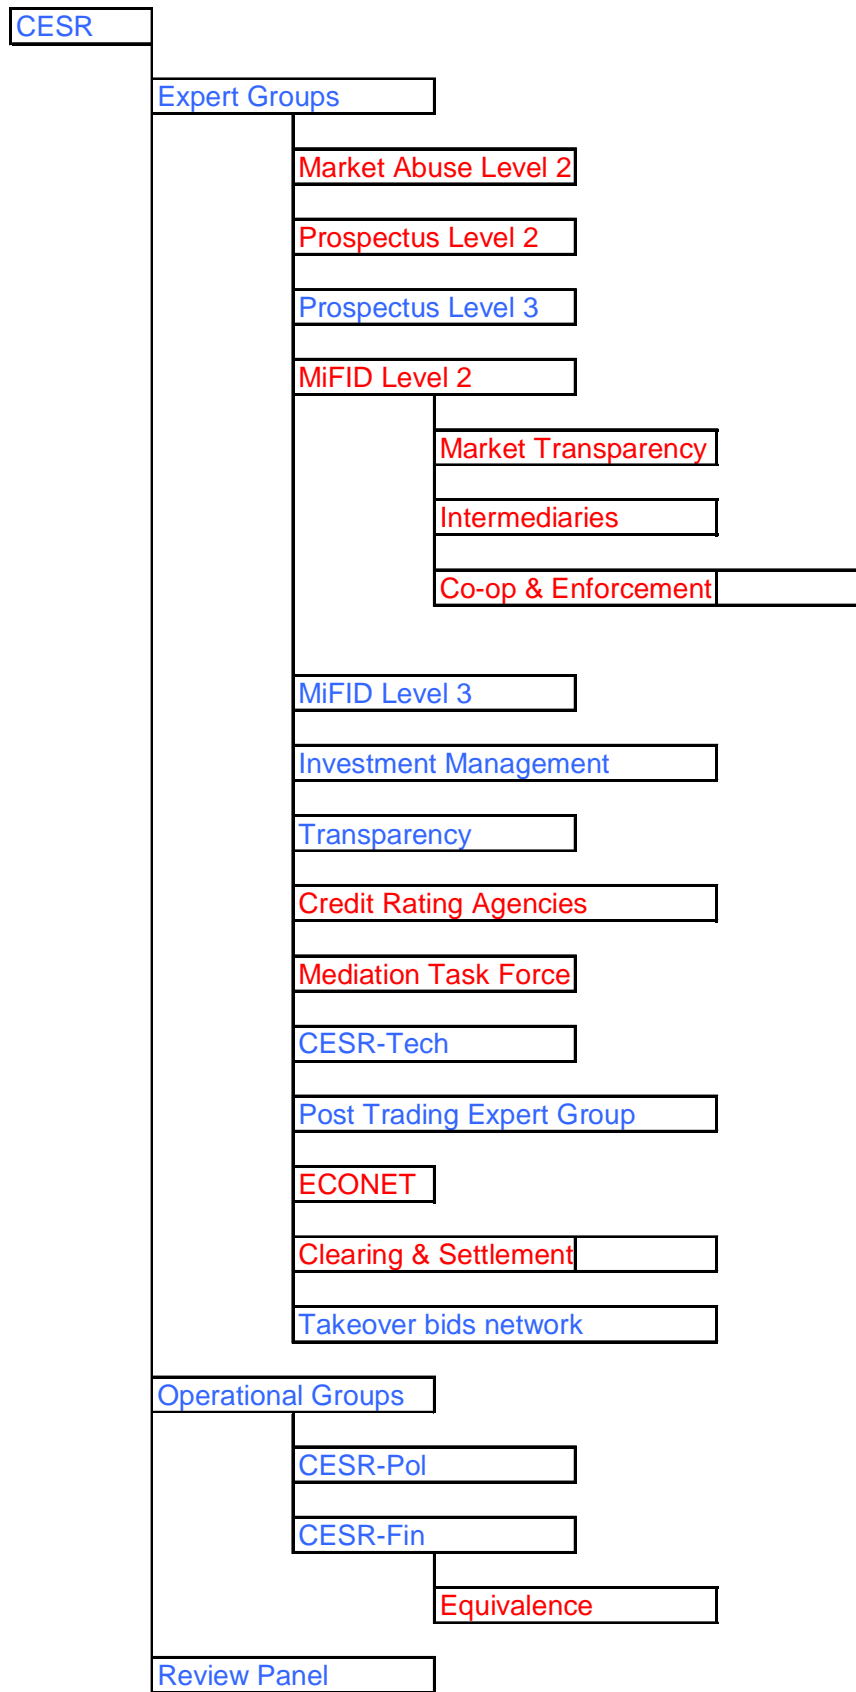 CESR
Expert Groups
Market Abuse Level 2
Prospectus Level 2
Prospectus Level 3
MiFID Level 2
Market Transparency
Intermediaries
Co-op & Enforcement
MiFID Level 3
Investment Management
Transparency
Credit Rating Agencies
Mediation Task Force
CESR-Tech
Post Trading Expert Group
ECONET
Clearing & Settlement
Takeover bids network
Operational Groups
CESR-Pol
CESR-Fin
Equivalence
Review Panel